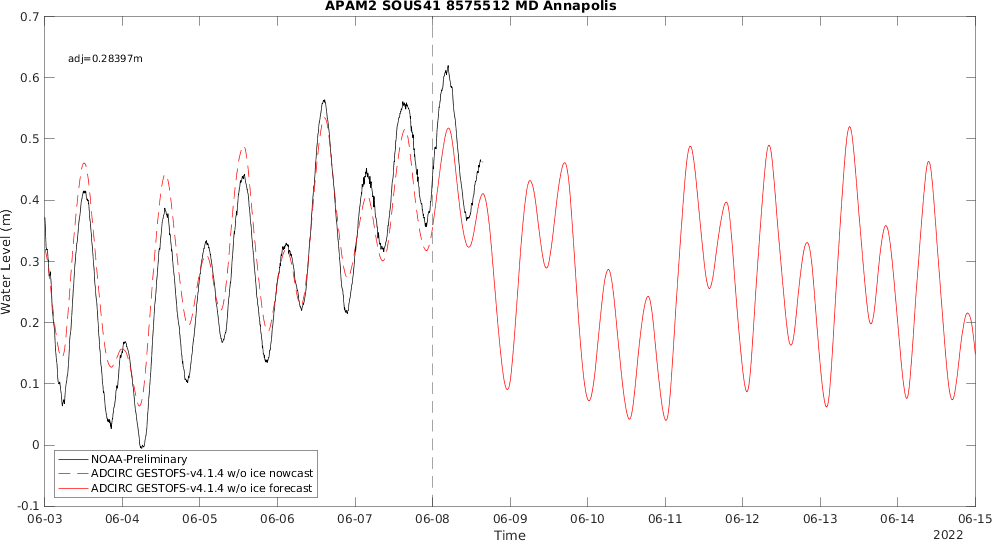 APAM2 SOUS41 8575512 MD Annapolis
adj=0.28397m
0.7
0.6
0.5
0.4
0.3
0.2
0.1
0
-0.1
Water Level (m)
NOAA-Preliminary
ADCIRC GESTOFS-v4.1.4 w/o ice nowcast
ADCIRC GESTOFS-v4.1.4 w/o ice forecast
06-03 06-04 06-05 06-06 06-07 06-08 06-09 06-10 06-11 06-12 06-13 06-14 06-15
Time
2022